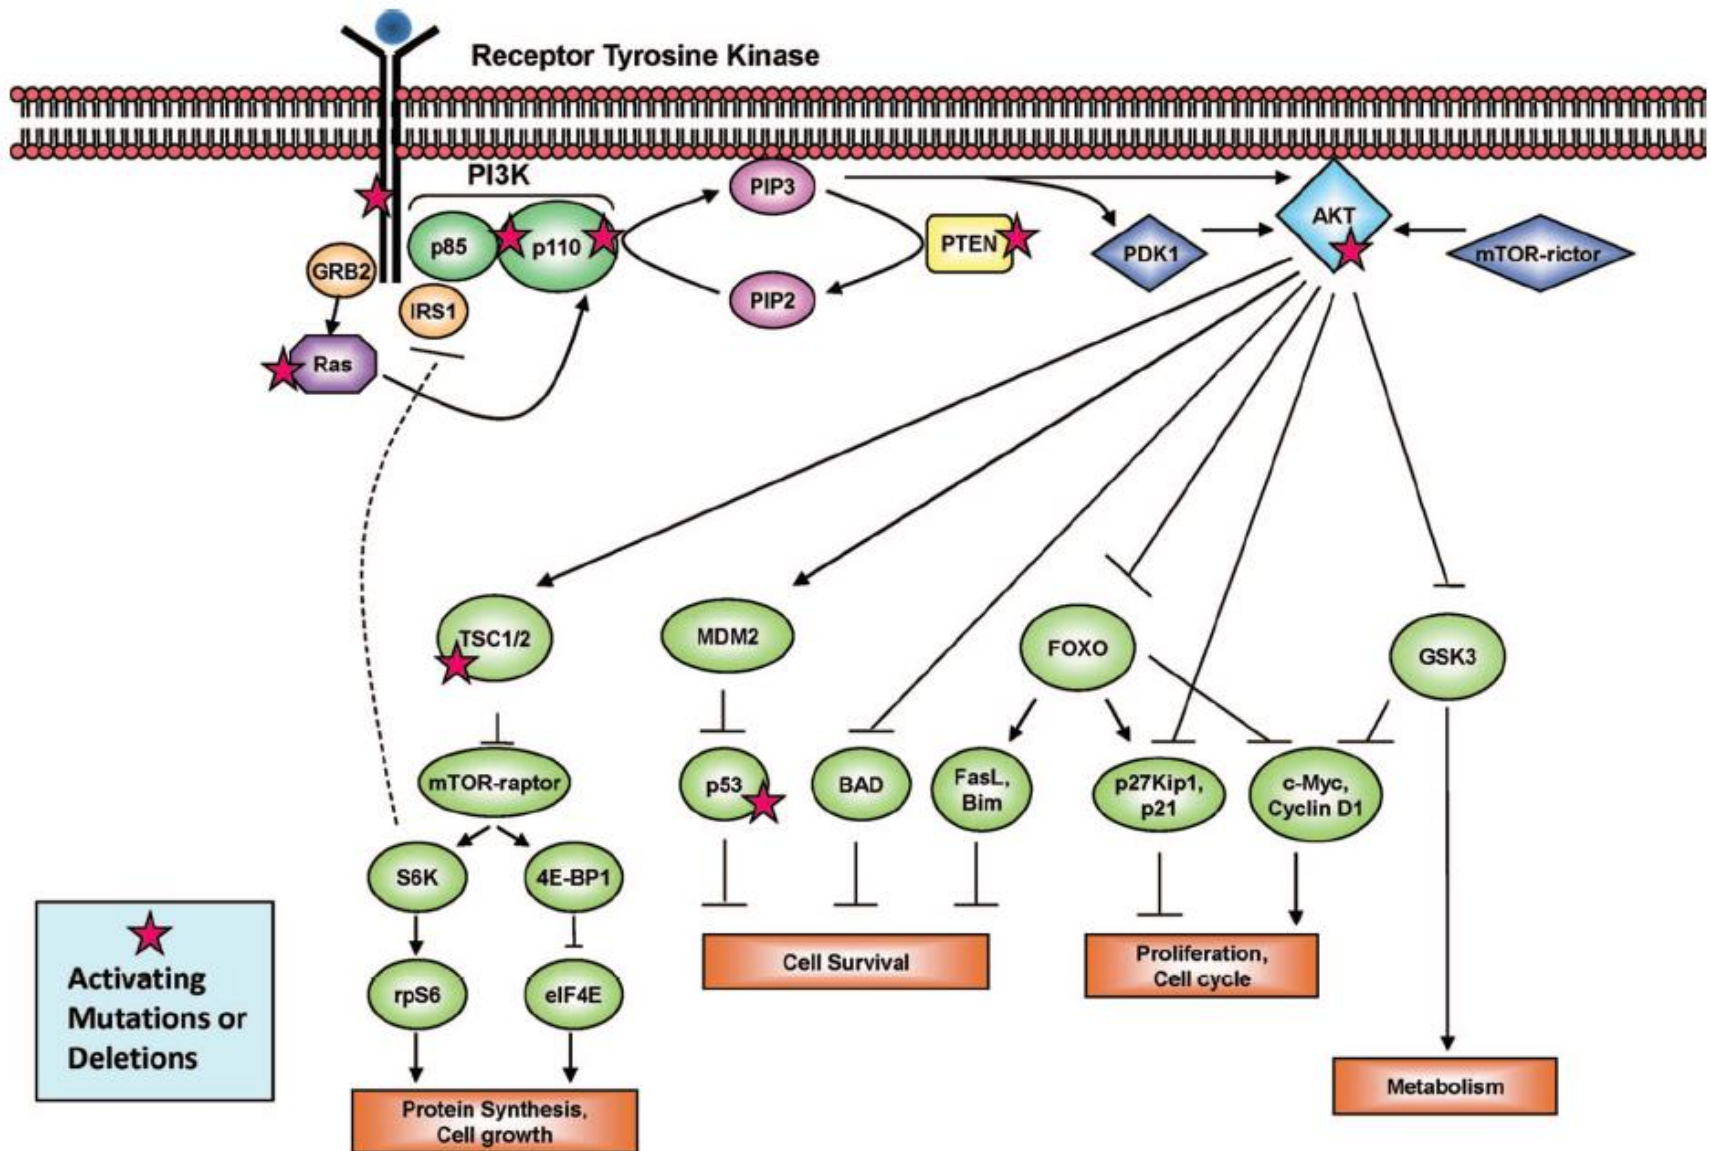 Receptor Tyrosine Kinase
PI3K
PIP3
AKT
p85
p110
PTEN
PDK1
mTOR-rictor
GRB2
IRS1
PIP2
Ras
TSC1/2
MDM2
FOXO
GSK3
mTOR-raptor
p53
BAD
FasL,
Bim
p27Kip1,
p21
c-Myc,
Cyclin D1
S6K
4E-BP1
Activating
Mutations or
Deletions
rpS6
eIF4E
Cell Survival
Proliferation,
Cell cycle
Metabolism
Protein Synthesis,
Cell growth